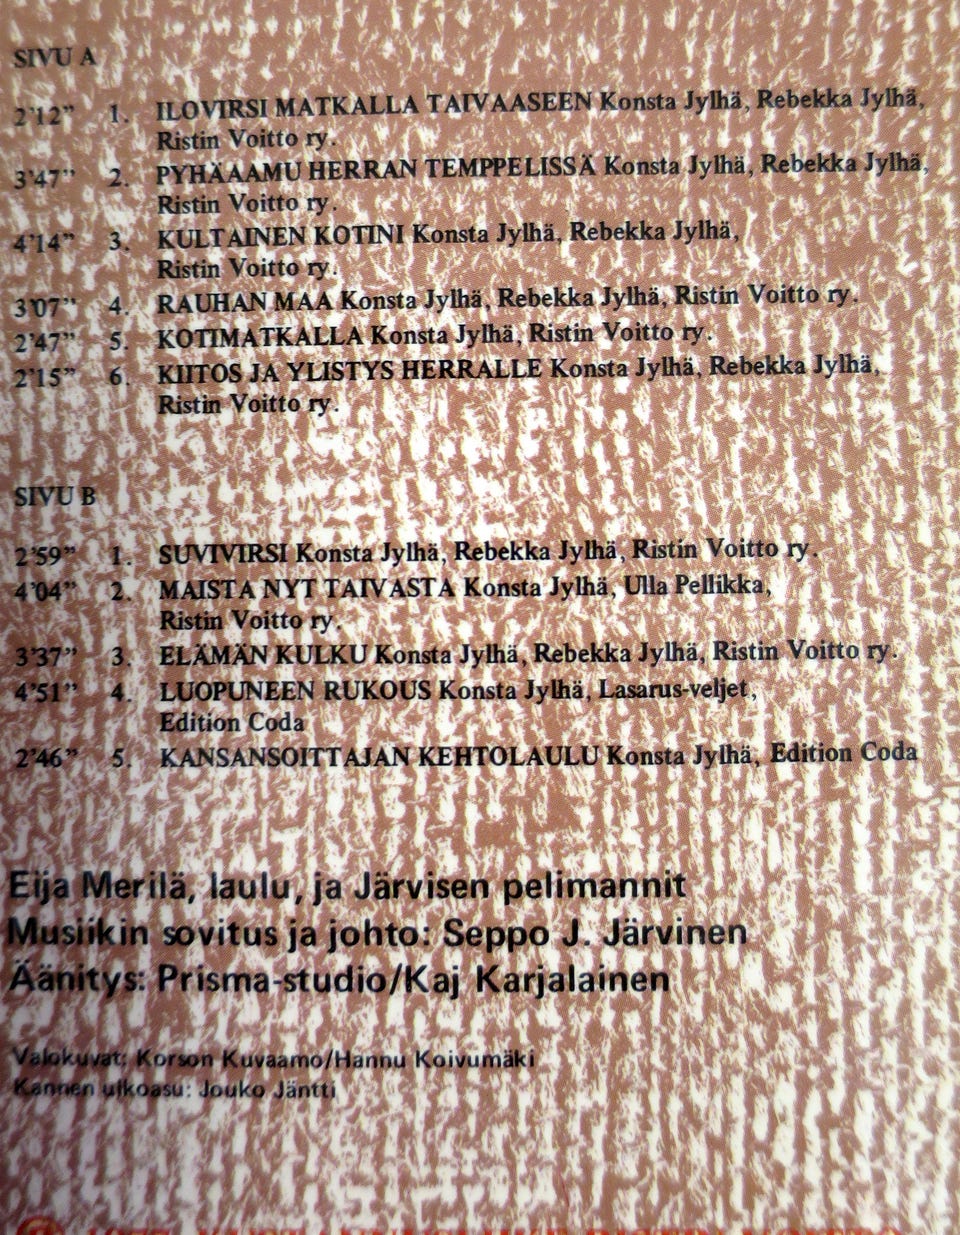 SIVU A
2'12" 1. ILOVIRSI MATKALLA TAIVAASEEN Konsta Jylhä, Rebekka Jylhä,
Ristin Voitto ry.
3'47" 2. PYHÄAAMU HERRAN TEMPPELISSÄ Konsta Jylhä, Rebekka Jylhä,
Ristin Voitto ry.
4'14" 3. KULTAINEN KOTINI Konsta Jylhä, Rebekka Jylhä,
Ristin Voitto ry.
3'07" 4. RAUHAN MAA Konsta Jylhä, Rebekka Jylhä, Ristin Voitto ry.
2'47" 5. KOTIMATKALLA Konsta Jylhä, Ristin Voitto ry.
2'15" 6. KIITOS JA YLISTYS HERRALLE Konsta Jylhä, Rebekka Jylhä,
Ristin Voitto ry.
SIVU B
2'59" 1. SUVIVIRSI Konsta Jylhä, Rebekka Jylhä, Ristin Voitto ry.
4'04" 2. MAISTA NYT TAIVASTA Konsta Jylhä, Ulla Pellikka,
Ristin Voitto ry.
3'37" 3. ELÄMÄN KULKU Konsta Jylhä, Rebekka Jylhä, Ristin Voitto ry.
4'51" 4. LUOPUNEEN RUKOUS Konsta Jylhä, Lasarus-veljet,
Edition Coda
2'46" 5. KANSANSOITTAJAN KEHTOLAULU Konsta Jylhä, Edition Coda
Eija Merilä, laulu, ja Järvisen pelimannit
Musiikin sovitus ja johto: Seppo J. Järvinen
Äänitys: Prisma-studio/Kaj Karjalainen
Valokuvat: Korson Kuvaamo/Hannu Koivumäki
Kannen ulkoasu: Jouko Jäntti